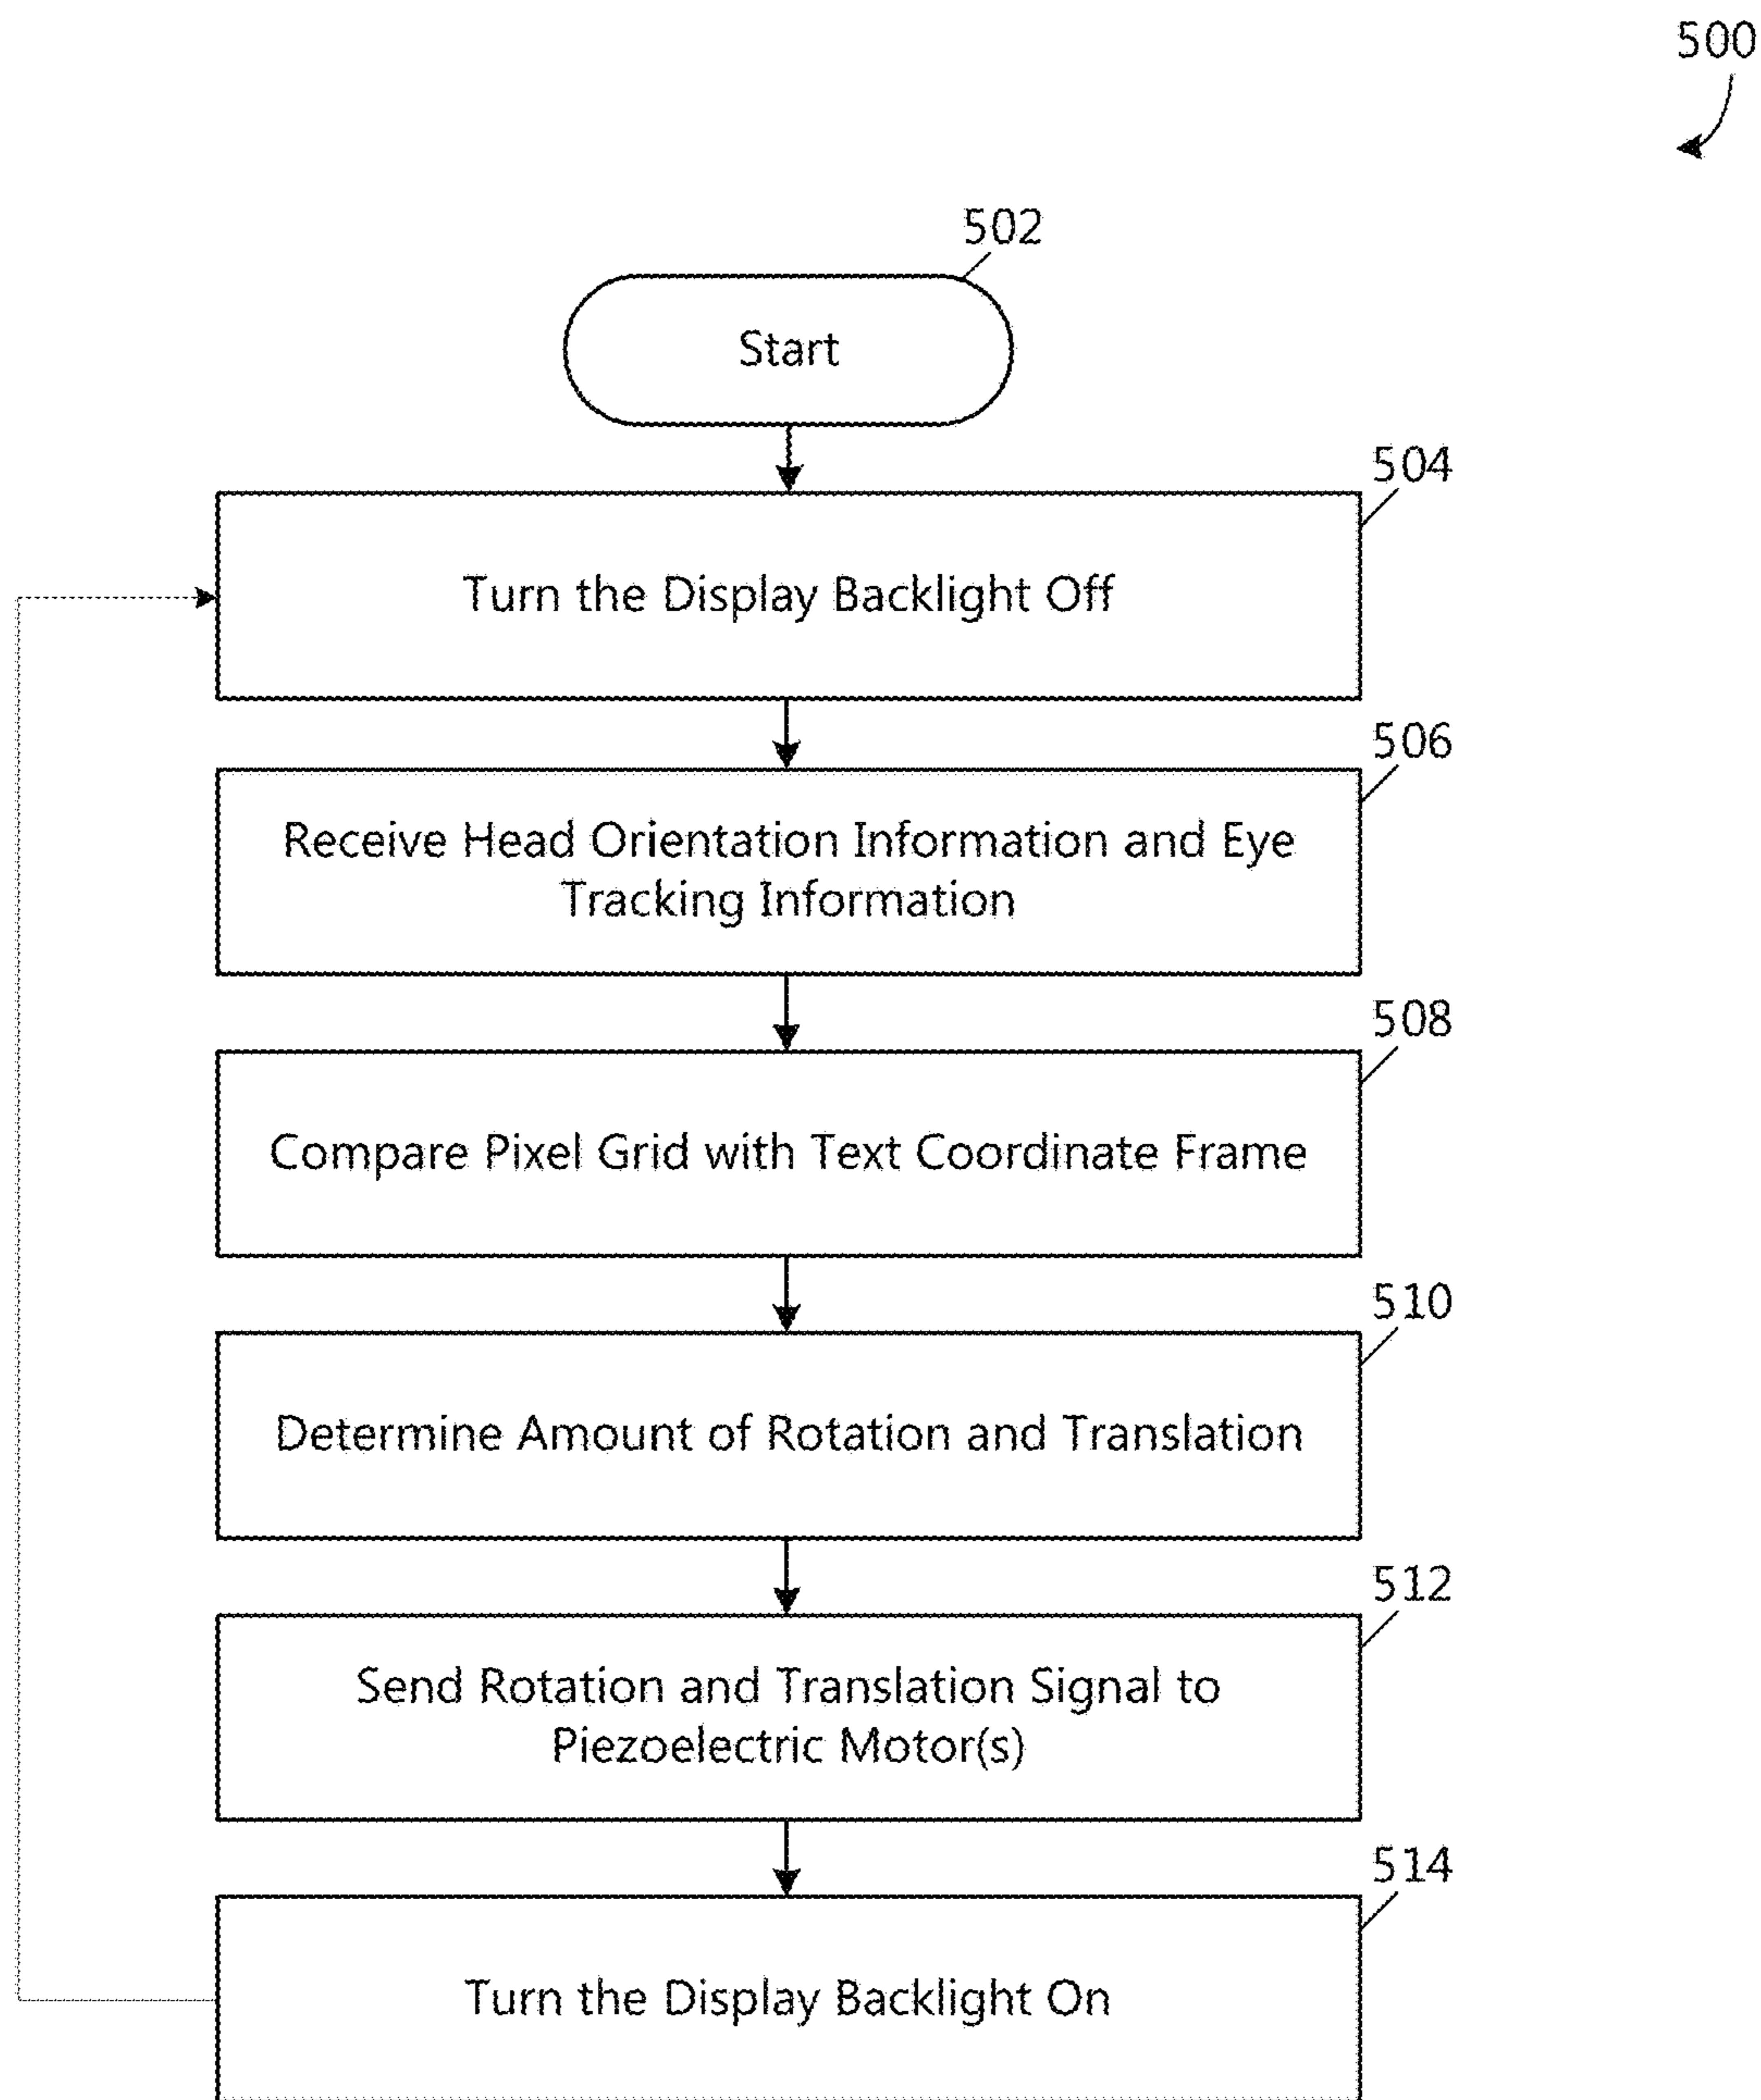 500
502
Start
504
Turn the Display Backlight Off
506
Receive Head Orientation Information and Eye
Tracking Information
508
Compare Pixel Grid with Text Coordinate Frame
510
Determine Amount of Rotation and Translation
512
Send Rotation and Translation Signal to
Piezoelectric Motor(s)
514
Turn the Display Backlight On